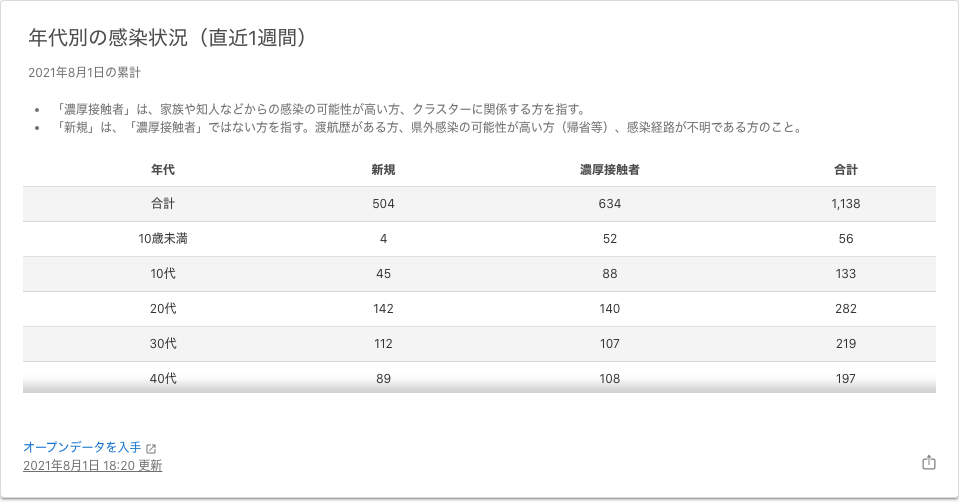 年代別の感染状況（直近1週間）
2021年8月1日の累計
• 「濃厚接触者」は、家族や知人などからの感染の可能性が高い方、クラスターに関係する方を指す。
• 「新規」は、「濃厚接触者」ではない方を指す。渡航歴がある方、県外感染の可能性が高い方（帰省等）、感染経路が不明である方のこと。
年代 新規 濃厚接触者 合計
合計 504 634 1,138
10歳未満 4 52 56
10代 45 88 133
20代 142 140 282
30代 112 107 219
40代 89 108 197
オープンデータを入手
2021年8月1日 18:20 更新